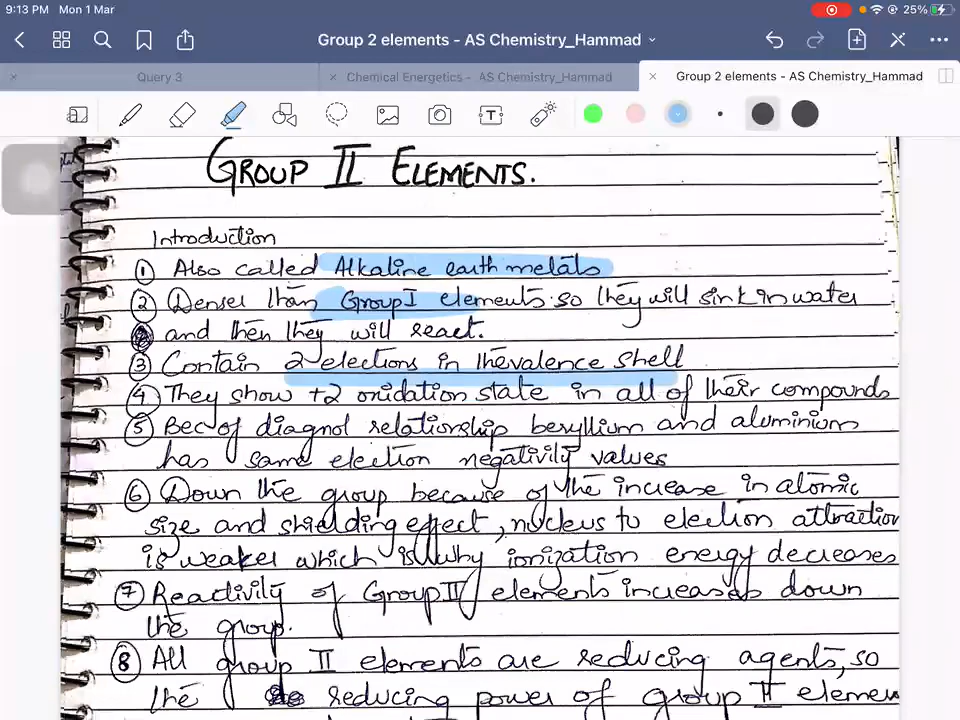 9:13 PM Mon 1 Mar 25%
Group 2 elements - AS Chemistry_Hammad
Query 3
Chemical Energetics - AS Chemistry_Hammad
Group 2 elements - AS Chemistry_Hammad
GROUP II ELEMENTS.
Introduction
① Also called Alkaline earth metals
② Denser than Group I elements so they will sink in water
and then they will react.
③ Contain 2 electrons in the valence shell
④ They show +2 oxidation state in all of their compounds
⑤ Bec of diagnol relationship beryllium and aluminium
has same electron negativity values
⑥ Down the group because of the increase in atomic
size and shielding effect, nucleus to electron attraction
is weaker which is why ionization energy decreases
⑦ Reactivity of Group II elements increases down
the group.
⑧ All group II elements are reducing agents, so
the reducing power of group II elemen